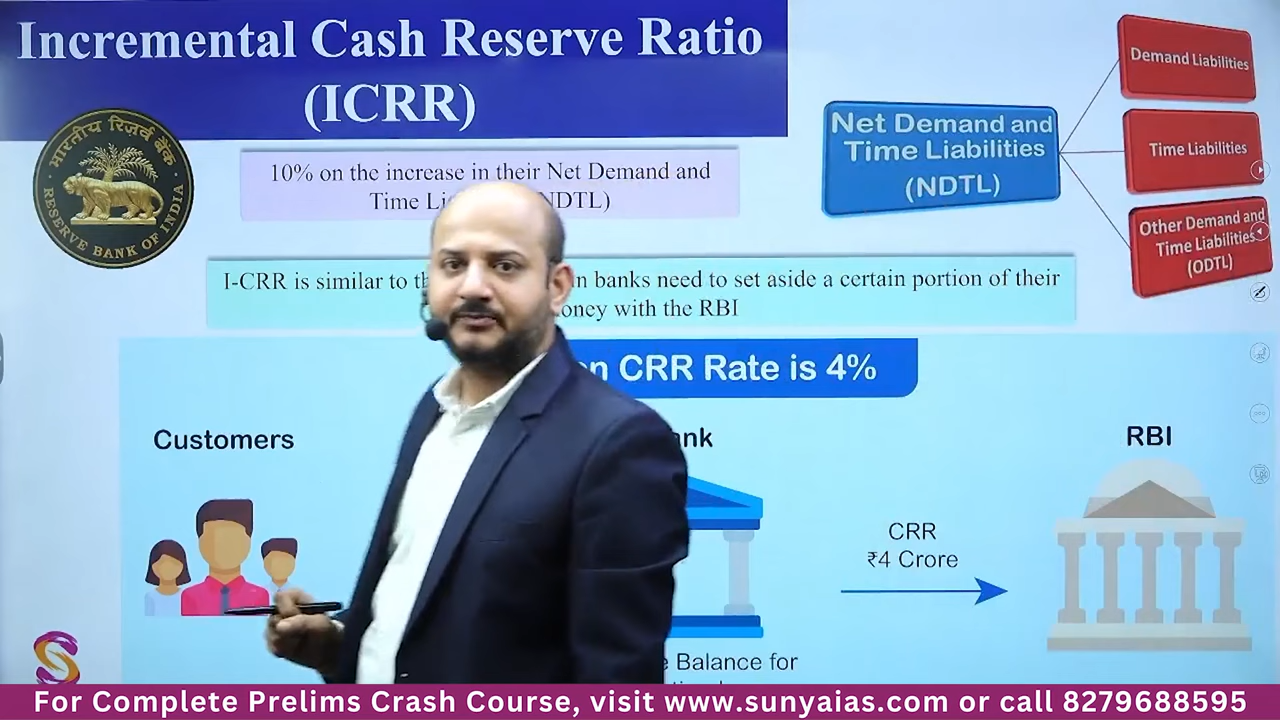 Incremental Cash Reserve Ratio
(ICRR)
भारतीय रिज़र्व बैंक
RESERVE BANK OF INDIA
10% on the increase in their Net Demand and
Time NDTL)
Net Demand and
Time Liabilities
(NDTL)
Demand Liabilities
Time Liabilities
Other Demand and
Time Liabilities
(ODTL)
I-CRR is similar to banks need to set aside a certain portion of their
with the RBI
CRR Rate is 4%
Customers
RBI
CRR
₹4 Crore
Balance for
For Complete Prelims Crash Course, visit www.sunyaias.com or call 8279688595